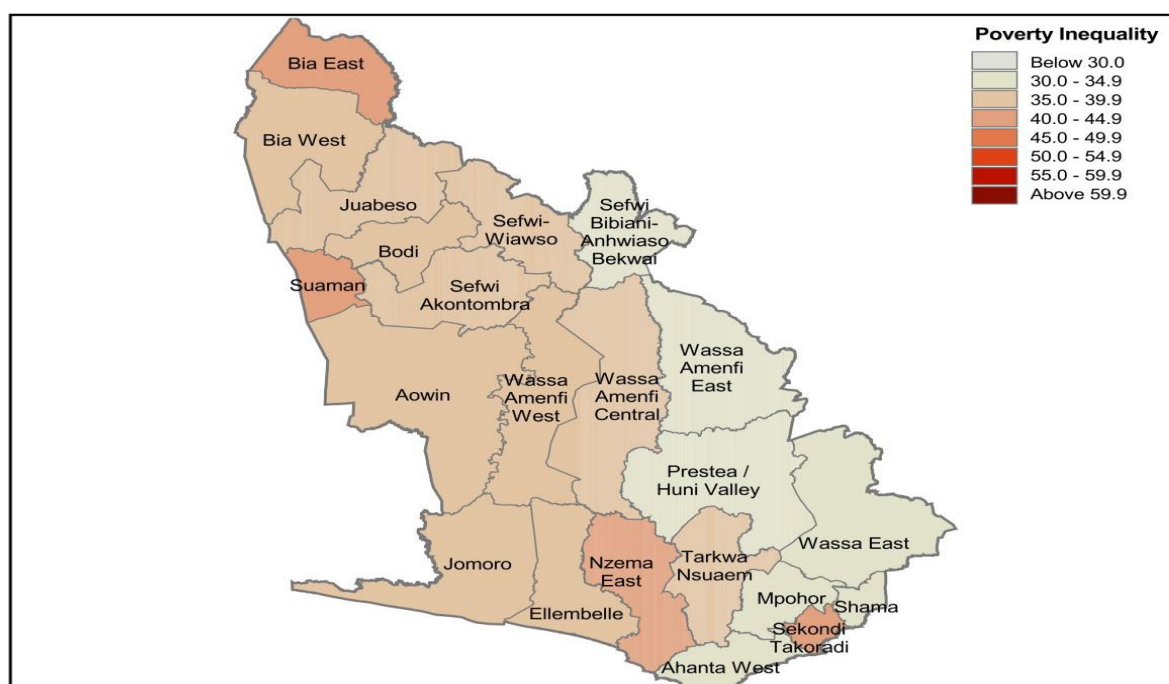 Poverty Inequality
Below 30.0
30.0 - 34.9
35.0 - 39.9
40.0 - 44.9
45.0 - 49.9
50.0 - 54.9
55.0 - 59.9
Above 59.9
Bia East
Bia West
Juabeso
Sefwi-
Wiawso
Sefwi
Bibiani-
Anhwiaso
Bekwai
Bodi
Suaman
Sefwi
Akontombra
Aowin
Wassa
Amenfi
West
Wassa
Amenfi
Central
Wassa
Amenfi
East
Prestea /
Huni Valley
Wassa East
Jomoro
Ellembelle
Nzema
East
Tarkwa
Nsuaem
Mpohor
Shama
Sekondi
Takoradi
Ahanta West